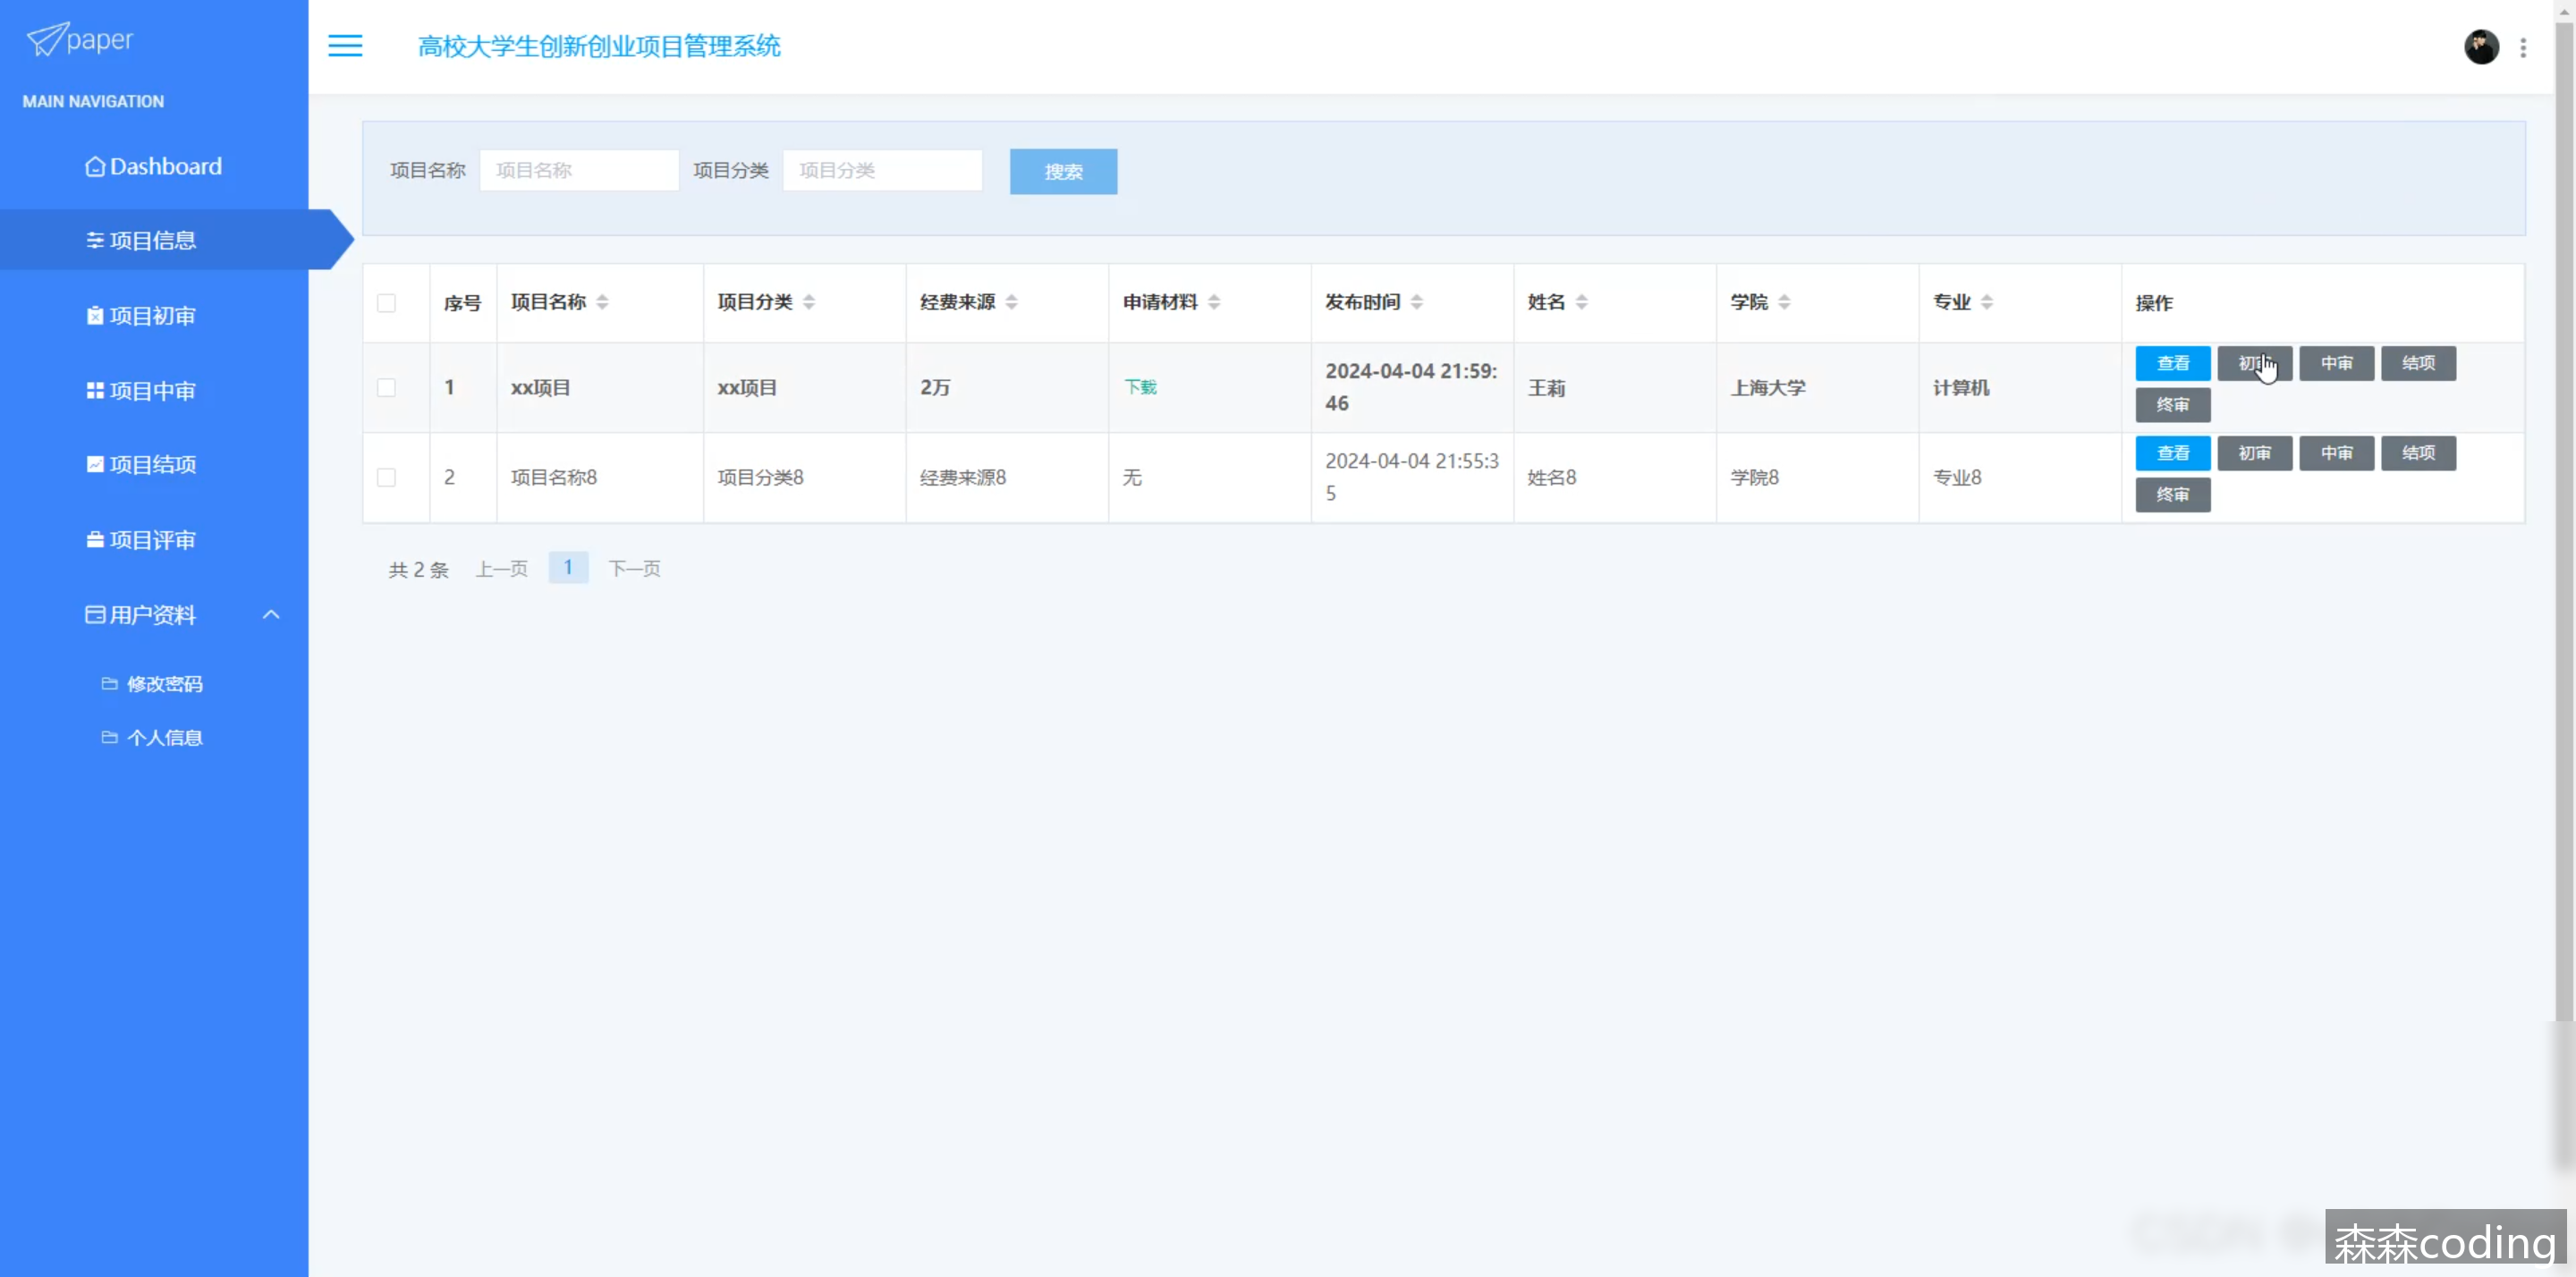 paper
高校大学生创新创业项目管理系统
MAIN NAVIGATION
Dashboard
项目信息
项目初审
项目中审
项目结项
项目评审
用户资料
修改密码
个人信息
项目名称 项目名称 项目分类 项目分类 搜索
序号 项目名称 项目分类 经费来源 申请材料 发布时间 姓名 学院 专业 操作
1 xx项目 xx项目 2万 下载 2024-04-04 21:59:46 王莉 上海大学 计算机 查看 初审 中审 结项 终审
2 项目名称8 项目分类8 经费来源8 无 2024-04-04 21:55:35 姓名8 学院8 专业8 查看 初审 中审 结项 终审
共 2 条 上一页 1 下一页
森森coding